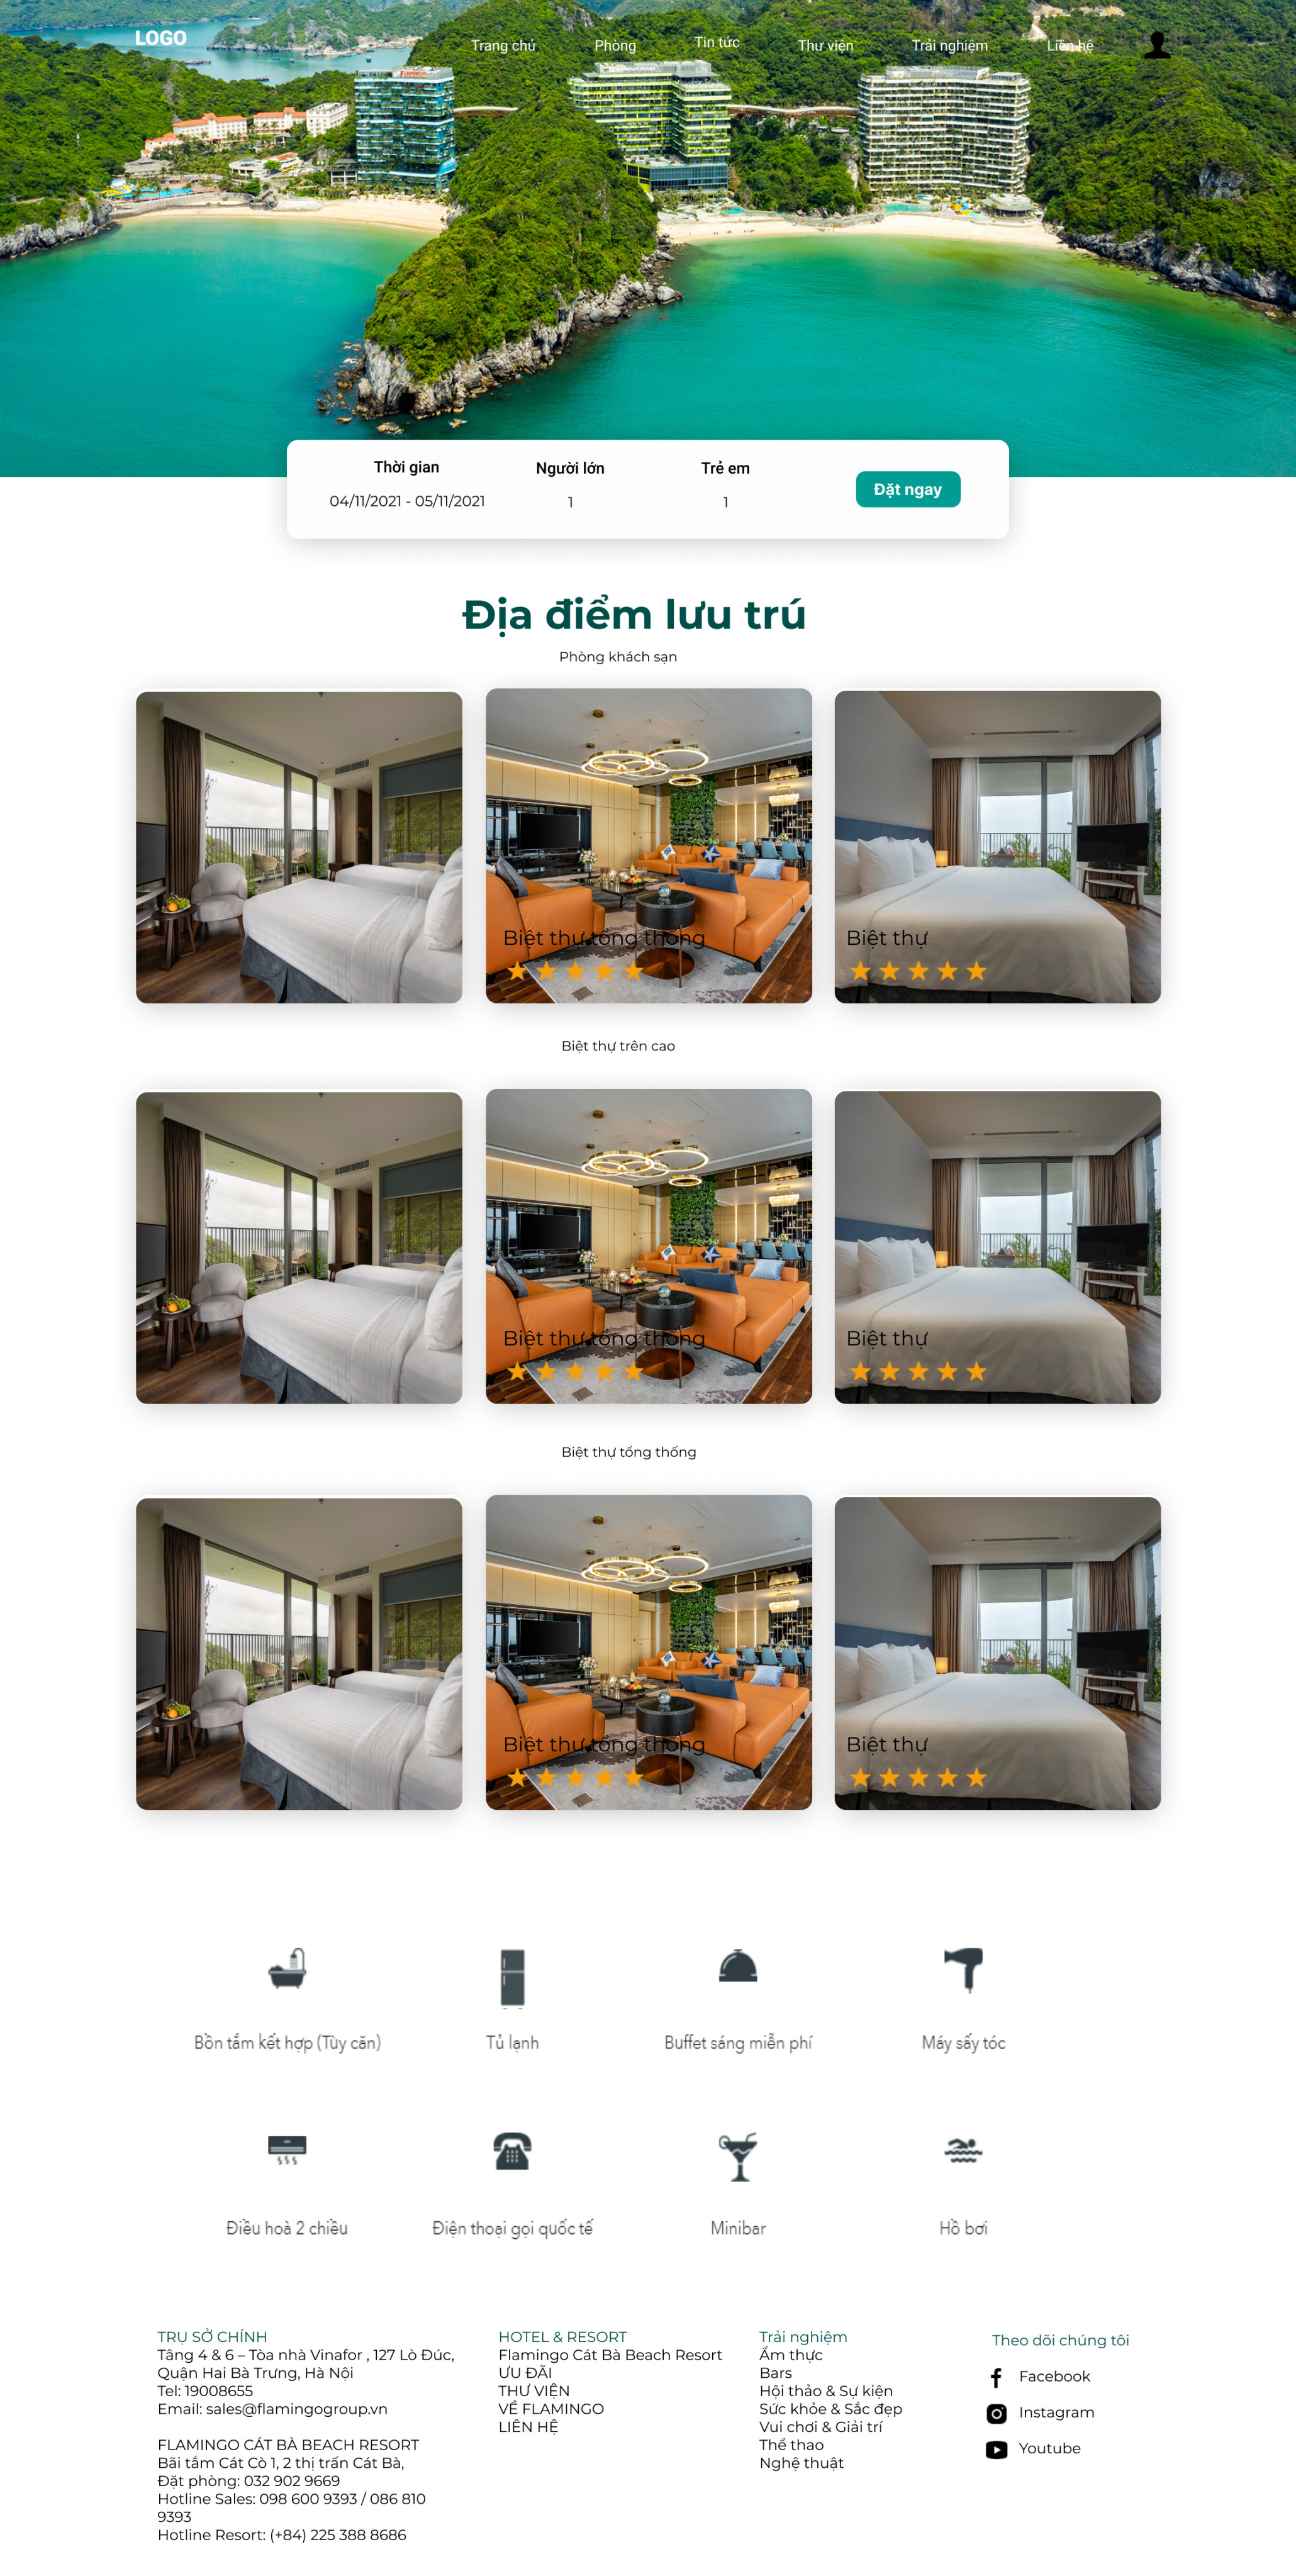 LOGO
Trang chủ
Phòng
Tin tức
Thư viện
Trải nghiệm
Liên hệ
FLAMINGO
Thời gian
Người lớn
Trẻ em
04/11/2021 - 05/11/2021
1
1
Đặt ngay
Địa điểm lưu trú
Phòng khách sạn
Biệt thự tổng thống
Biệt thự
Biệt thự trên cao
Biệt thự tổng thống
Biệt thự
Biệt thự tổng thống
Biệt thự tổng thống
Biệt thự
Bồn tắm kết hợp (Tùy căn)
Tủ lạnh
Buffet sáng miễn phí
Máy sấy tóc
Điều hoà 2 chiều
Điện thoại gọi quốc tế
Minibar
Hồ bơi
TRỤ SỞ CHÍNH
Tâng 4 & 6 – Tòa nhà Vinafor , 127 Lò Đúc,
Quận Hai Bà Trưng, Hà Nội
Tel: 19008655
Email: sales@flamingogroup.vn
FLAMINGO CÁT BÀ BEACH RESORT
Bãi tắm Cát Cò 1, 2 thị trấn Cát Bà,
Đặt phòng: 032 902 9669
Hotline Sales: 098 600 9393 / 086 810
9393
Hotline Resort: (+84) 225 388 8686
HOTEL & RESORT
Flamingo Cát Bà Beach Resort
ƯU ĐÃI
THƯ VIỆN
VỀ FLAMINGO
LIÊN HỆ
Trải nghiệm
Ẩm thực
Bars
Hội thảo & Sự kiện
Sức khỏe & Sắc đẹp
Vui chơi & Giải trí
Thể thao
Nghệ thuật
Theo dõi chúng tôi
Facebook
Instagram
Youtube